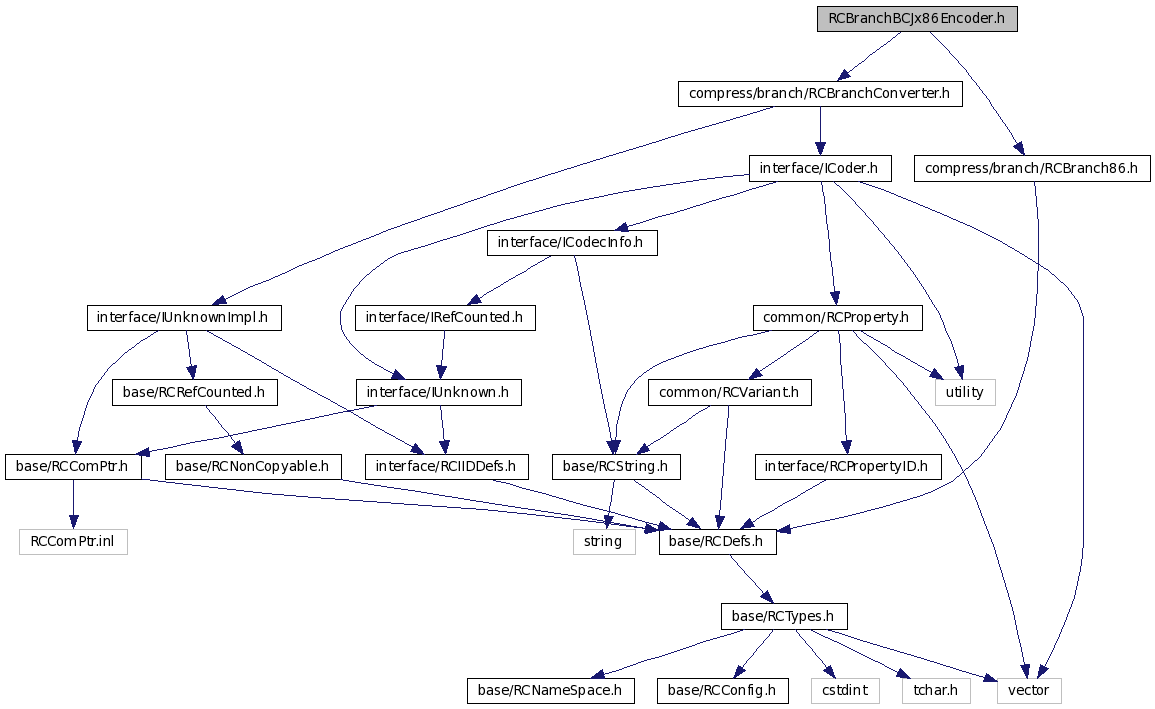 RCBranchBCJx86Encoder.h
compress/branch/RCBranchConverter.h
interface/ICoder.h
compress/branch/RCBranch86.h
interface/ICodecInfo.h
interface/IUnknownImpl.h
interface/IRefCounted.h
common/RCProperty.h
base/RCRefCounted.h
interface/IUnknown.h
common/RCVariant.h
utility
base/RCComPtr.h
base/RCNonCopyable.h
interface/RCIIDDefs.h
base/RCString.h
interface/RCPropertyID.h
RCComPtr.inl
string
base/RCDefs.h
base/RCTypes.h
base/RCNameSpace.h
base/RCConfig.h
cstdint
tchar.h
vector